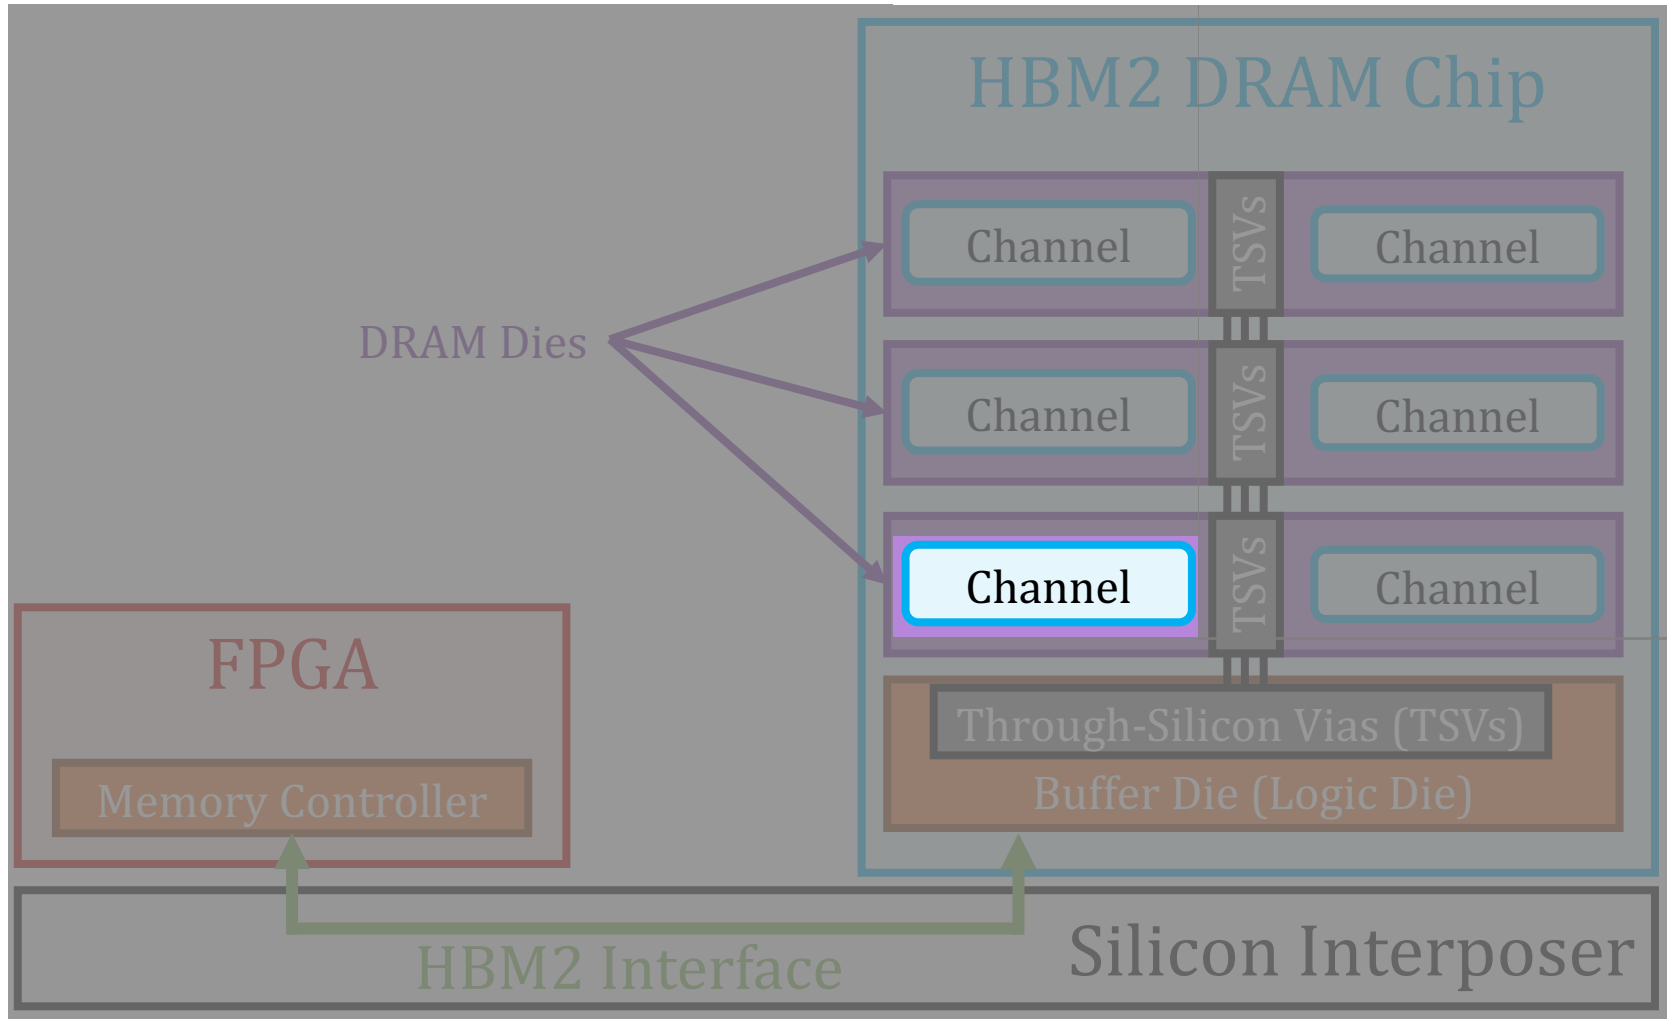 HBM2 DRAM Chip
Channel
TSVs
Channel
DRAM Dies
Channel
TSVs
Channel
Channel
TSVs
Channel
FPGA
Memory Controller
Through-Silicon Vias (TSVs)
Buffer Die (Logic Die)
HBM2 Interface
Silicon Interposer